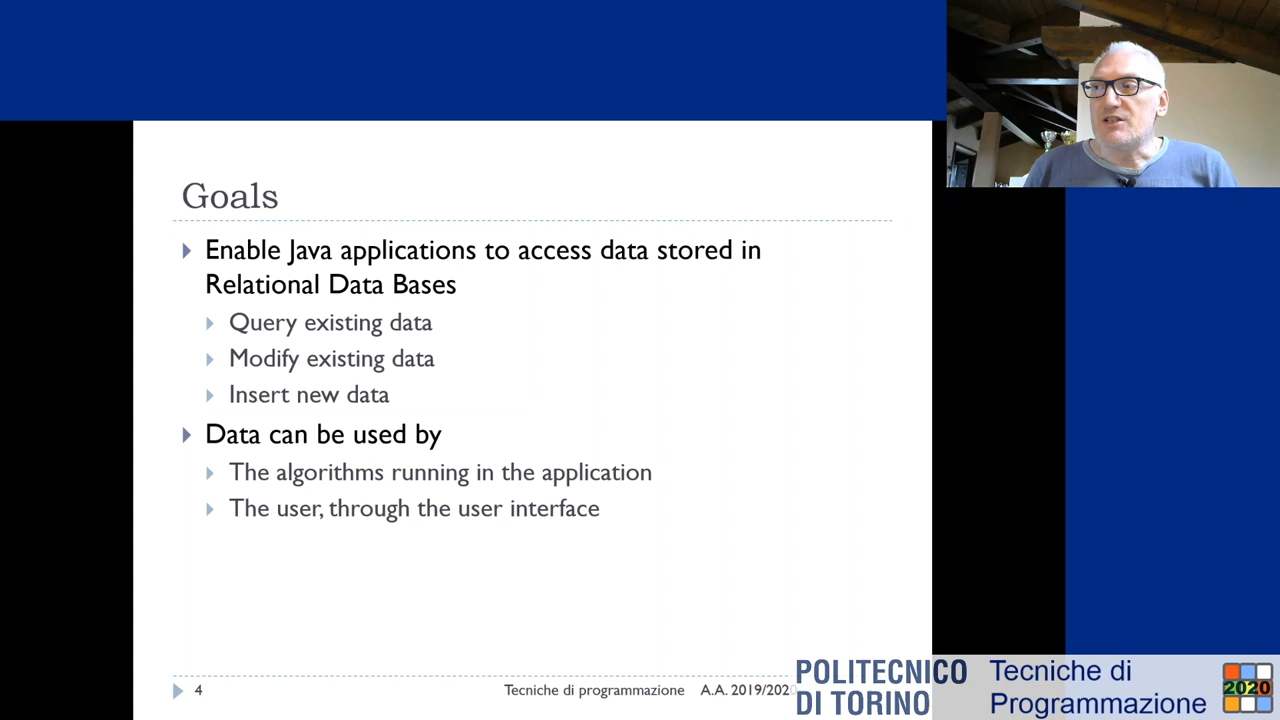 Goals
Enable Java applications to access data stored in
Relational Data Bases
Query existing data
Modify existing data
Insert new data
Data can be used by
The algorithms running in the application
The user, through the user interface
4
Tecniche di programmazione A.A. 2019/2020
POLITECNICO
DI TORINO
Tecniche di
Programmazione
2020